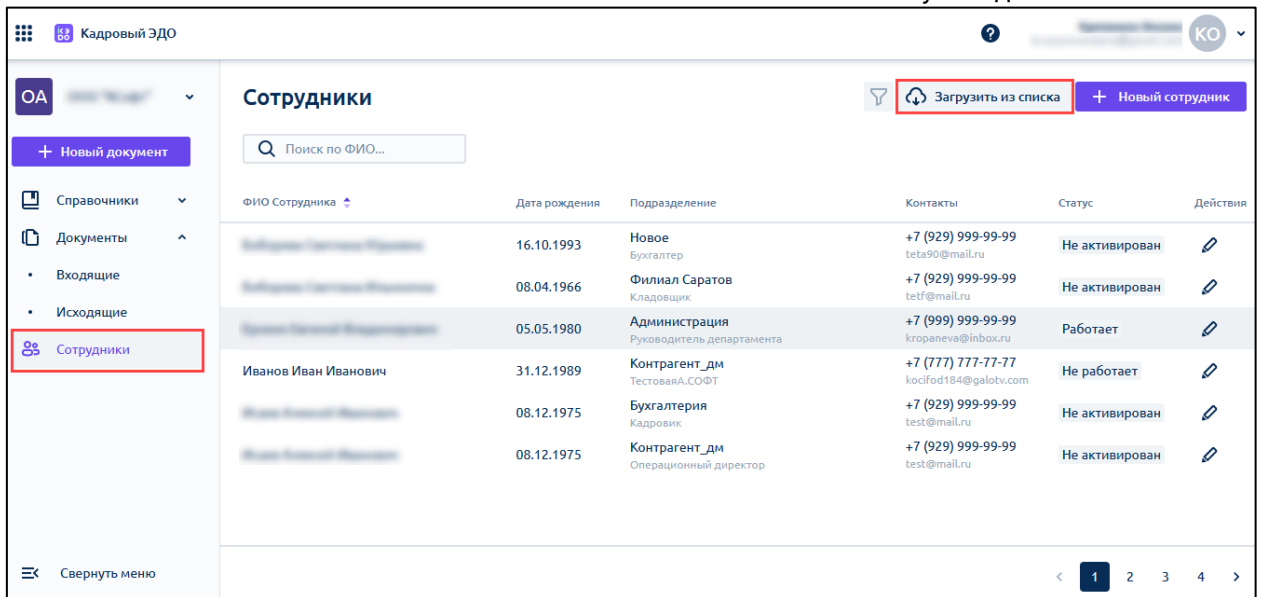 Кадровый ЭДО
?
КО
ОА
Сотрудники
Загрузить из списка
+ Новый сотрудник
+ Новый документ
Поиск по ФИО...
Справочники
Документы
• Входящие
• Исходящие
Сотрудники
ФИО Сотрудника Дата рождения Подразделение Контакты Статус Действия
16.10.1993 Новое +7 (929) 999-99-99 Не активирован
Бухгалтер teta90@mail.ru
08.04.1966 Филиал Саратов +7 (929) 999-99-99 Не активирован
Кладовщик tetf@mail.ru
05.05.1980 Администрация +7 (999) 999-99-99 Работает
Руководитель департамента kropaneva@inbox.ru
Иванов Иван Иванович 31.12.1989 Контрагент_дм +7 (777) 777-77-77 Не работает
ТестоваяА.СОФТ kocifod184@galotv.com
08.12.1975 Бухгалтерия +7 (929) 999-99-99 Не активирован
Кадровик test@mail.ru
08.12.1975 Контрагент_дм +7 (929) 999-99-99 Не активирован
Операционный директор test@mail.ru
Свернуть меню
< 1 2 3 4 >